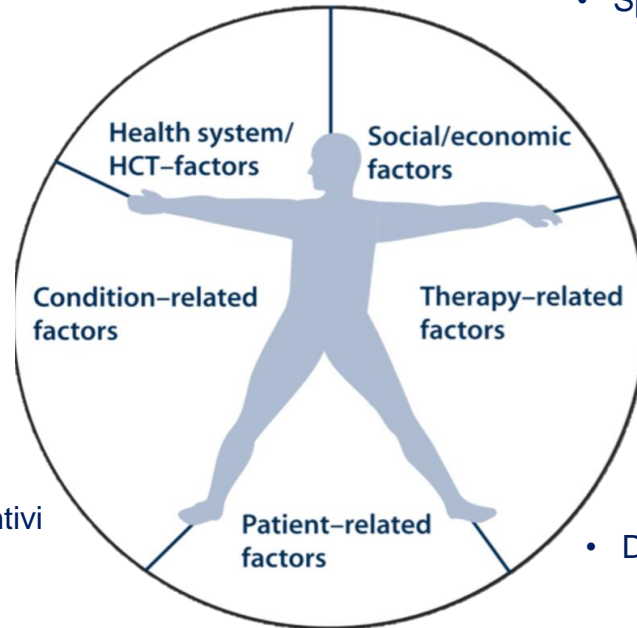 Health system/
HCT–factors
Social/economic
factors
Condition–related
factors
Therapy–related
factors
Patient–related
factors